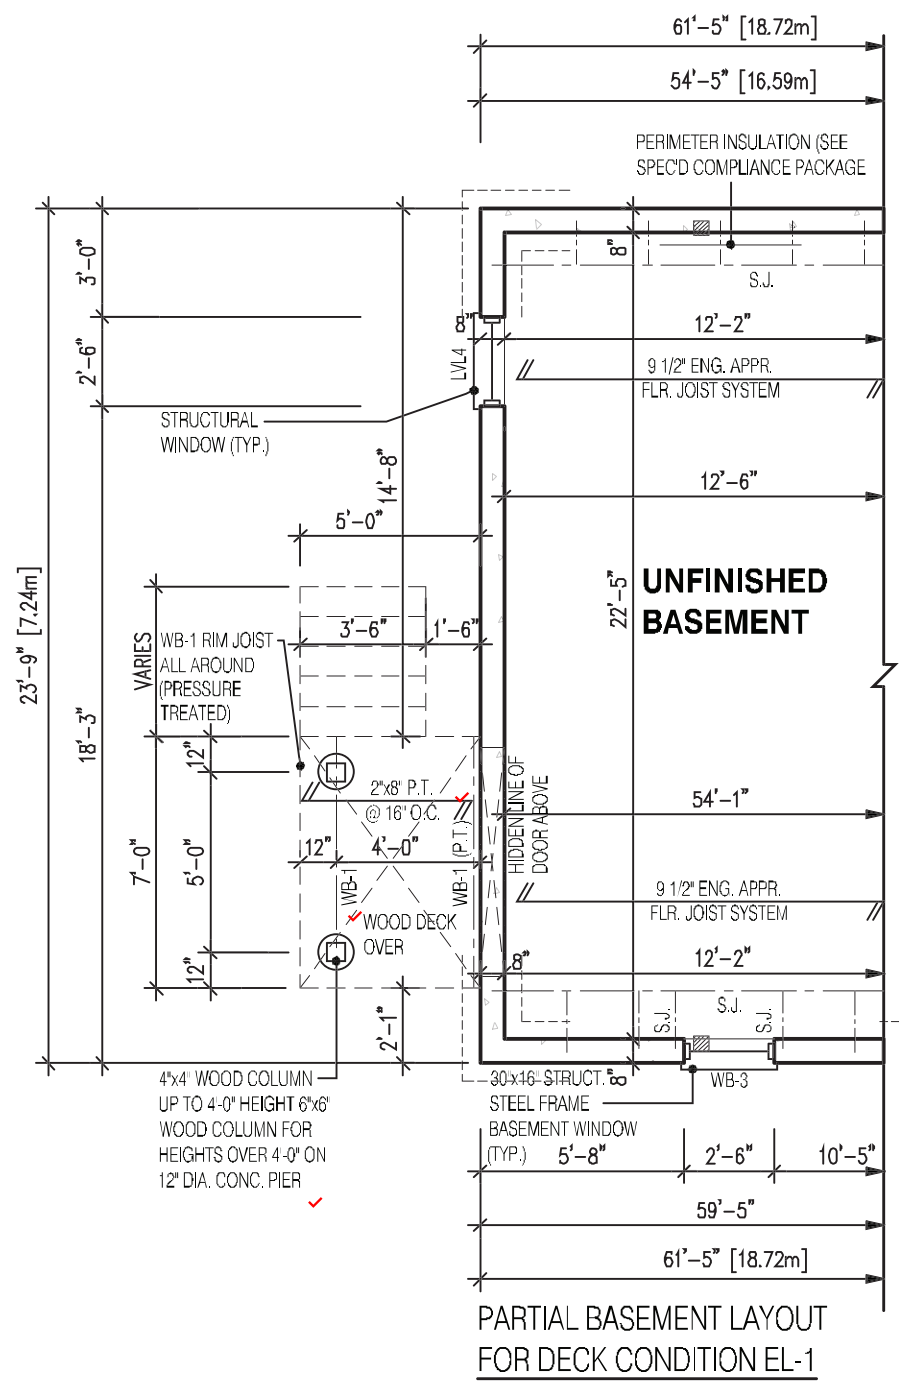 61'-5" [18.72m]
54'-5" [16.59m]
PERIMETER INSULATION (SEE
SPEC'D COMPLIANCE PACKAGE
3'-0"
8"
S.J.
8"
12'-2"
2'-6"
LVL4
9 1/2" ENG. APPR.
FLR. JOIST SYSTEM
STRUCTURAL
WINDOW (TYP.)
14'-8"
12'-6"
5'-0"
23'-9" [7.24m]
22'-5"
UNFINISHED
BASEMENT
VARIES
3'-6"
1'-6"
WB-1 RIM JOIST
ALL AROUND
(PRESSURE
TREATED)
18'-3"
12"
2"x8" P.T.
@ 16" O.C.
HIDDEN LINE OF
DOOR ABOVE
54'-1"
7'-0"
5'-0"
12"
4'-0"
WB-1
WB-1 (P.T.)
9 1/2" ENG. APPR.
FLR. JOIST SYSTEM
WOOD DECK
OVER
12"
8"
12'-2"
2'-1"
S.J.
S.J.
S.J.
4"x4" WOOD COLUMN
UP TO 4'-0" HEIGHT 6"x6"
WOOD COLUMN FOR
HEIGHTS OVER 4'-0" ON
12" DIA. CONC. PIER
30"x16" STRUCT.
STEEL FRAME
BASEMENT WINDOW
(TYP.)
8"
WB-3
5'-8"
2'-6"
10'-5"
59'-5"
61'-5" [18.72m]
PARTIAL BASEMENT LAYOUT
FOR DECK CONDITION EL-1